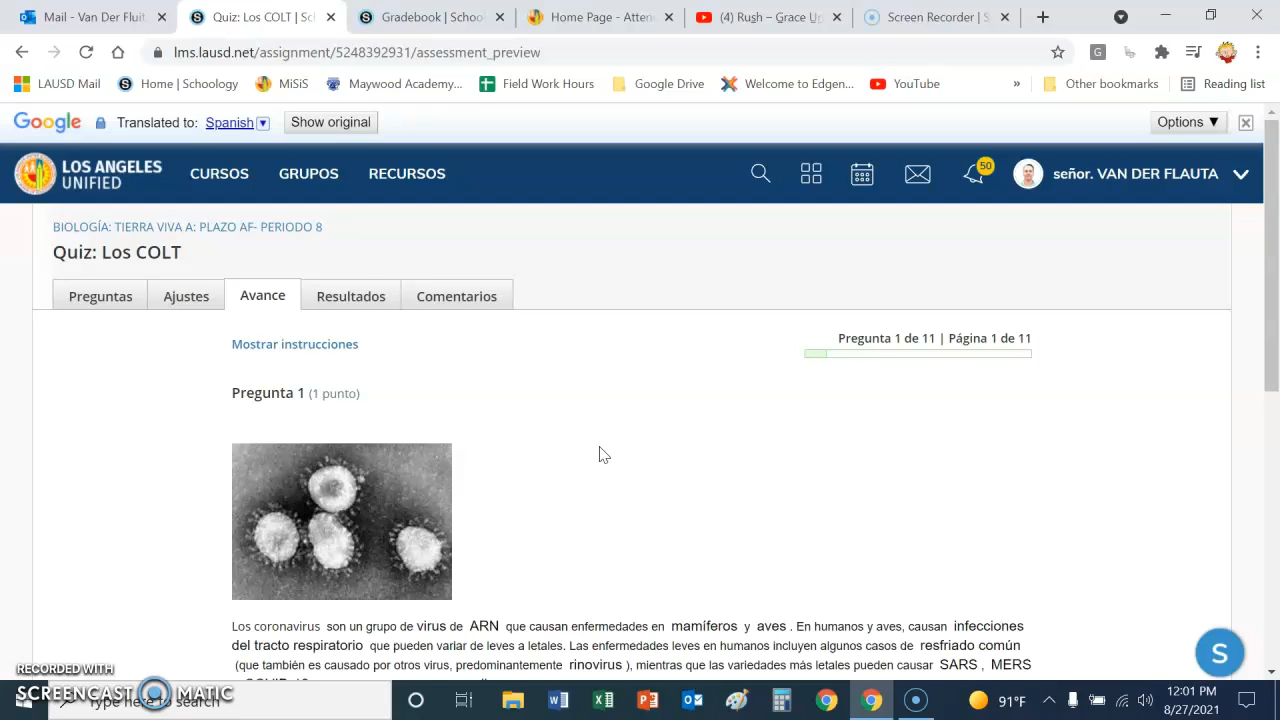 Mail - Van Der Fluit
Quiz: Los COLT | Sc
Gradebook | School
Home Page - Atten
(4) Rush – Grace Up
Screen Recorder | S
lms.lausd.net/assignment/5248392931/assessment_preview
LAUSD Mail
Home | Schoology
MiSiS
Maywood Academy...
Field Work Hours
Google Drive
Welcome to Edgen...
YouTube
»
Other bookmarks
Reading list
Google
Translated to: Spanish
Show original
Options ▼
LOS ANGELES
UNIFIED
CURSOS
GRUPOS
RECURSOS
50
señor. VAN DER FLAUTA
BIOLOGÍA: TIERRA VIVA A: PLAZO AF- PERIODO 8
Quiz: Los COLT
Preguntas
Ajustes
Avance
Resultados
Comentarios
Mostrar instrucciones
Pregunta 1 de 11 | Página 1 de 11
Pregunta 1 (1 punto)
Los coronavirus son un grupo de virus de ARN que causan enfermedades en mamíferos y aves . En humanos y aves, causan infecciones
del tracto respiratorio que pueden variar de leves a letales. Las enfermedades leves en humanos incluyen algunos casos de resfriado común
(que también es causado por otros virus, predominantemente rinovirus ), mientras que las variedades más letales pueden causar SARS , MERS
S
RECORDED WITH
SCREENCAST MATIC
Type here to search
91°F
12:01 PM
8/27/2021